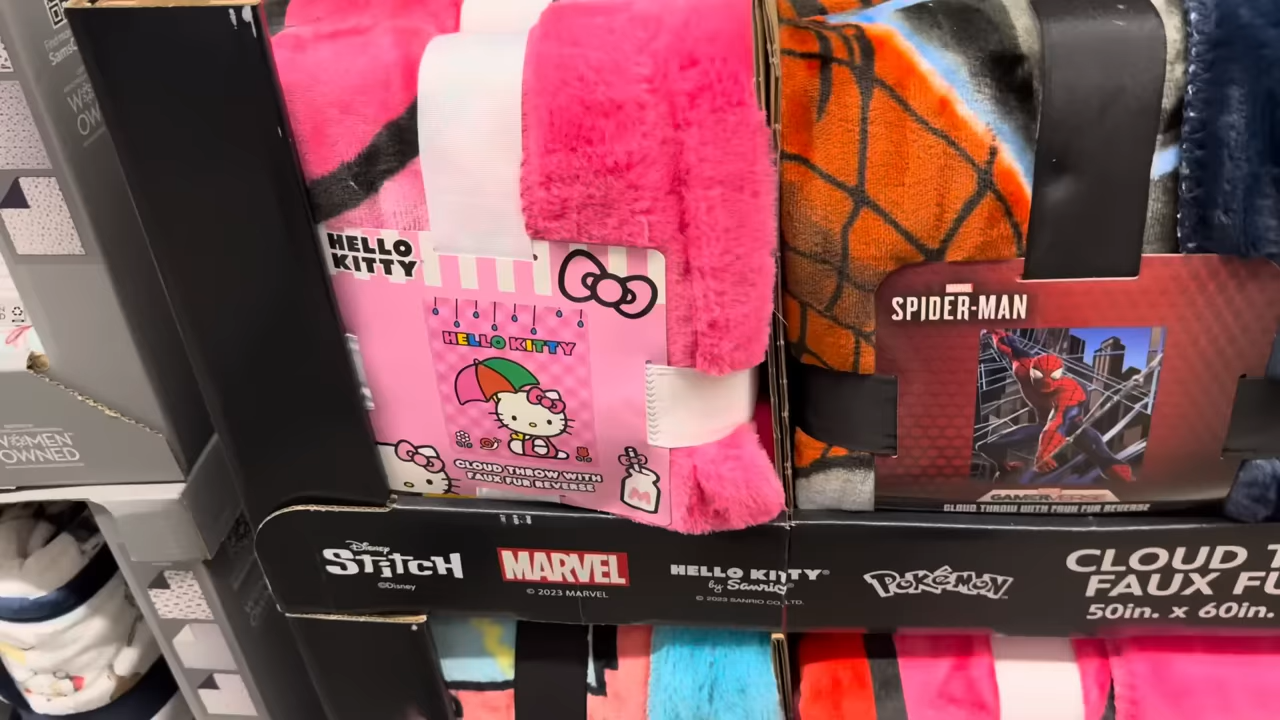 HELLO
KITTY
HELLO KITTY
CLOUD THROW WITH
FAUX FUR REVERSE
MARVEL
SPIDER-MAN
GAMERVERSE
CLOUD THROW WITH FAUX FUR REVERSE
WOMEN
OWNED
Disney
Stitch
©Disney
MARVEL
© 2023 MARVEL
HELLO KITTY®
by Sanrio®
© 2023 SANRIO CO., LTD.
POKÉMON
CLOUD T
FAUX FU
50in. x 60in.